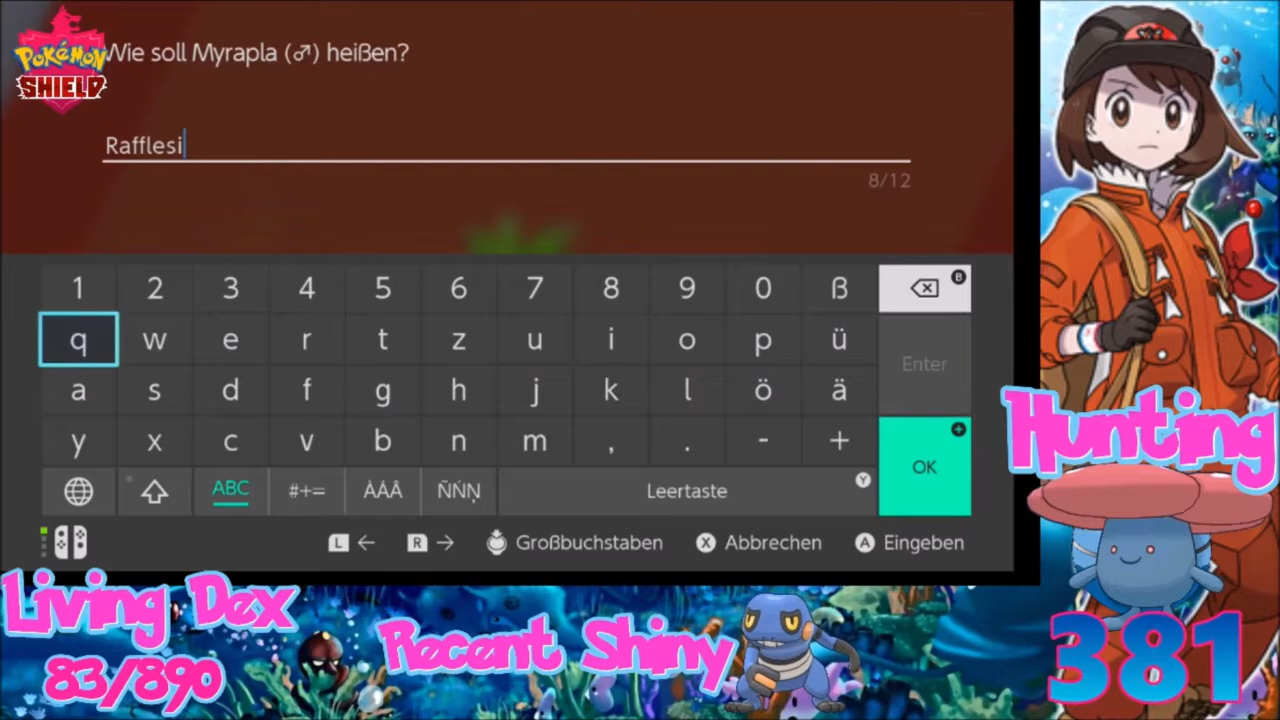 POKÉMON
SHIELD
Wie soll Myrapla (♂) heißen?
Rafflesi
8/12
1 2 3 4 5 6 7 8 9 0 ß B
q w e r t z u i o p ü
Enter
a s d f g h j k l ö ä
y x c v b n m , . - +
OK
ABC #+= ÀÁÂ ÑŃŅ Leertaste Y
L ← R → Großbuchstaben X Abbrechen A Eingeben
Hunting
381
Living Dex
83/890
Recent Shiny